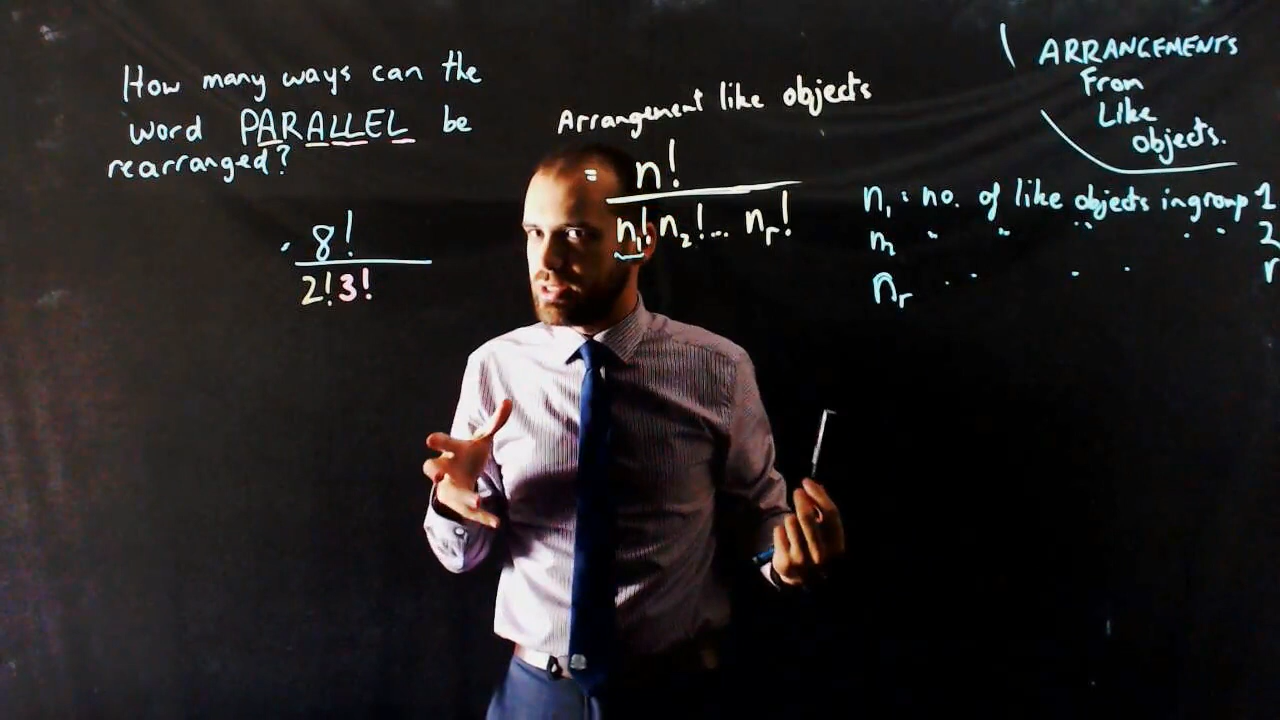 How many ways can the
word PARALLEL be
rearranged?
8!
2!3!
Arrangement like objects
= n!
n₁! n₂!... nᵣ!
ARRANGEMENTS
From
Like
objects.
n₁ : no. of like objects in group 1
n₂ " " " " " 2
nᵣ " " " " r